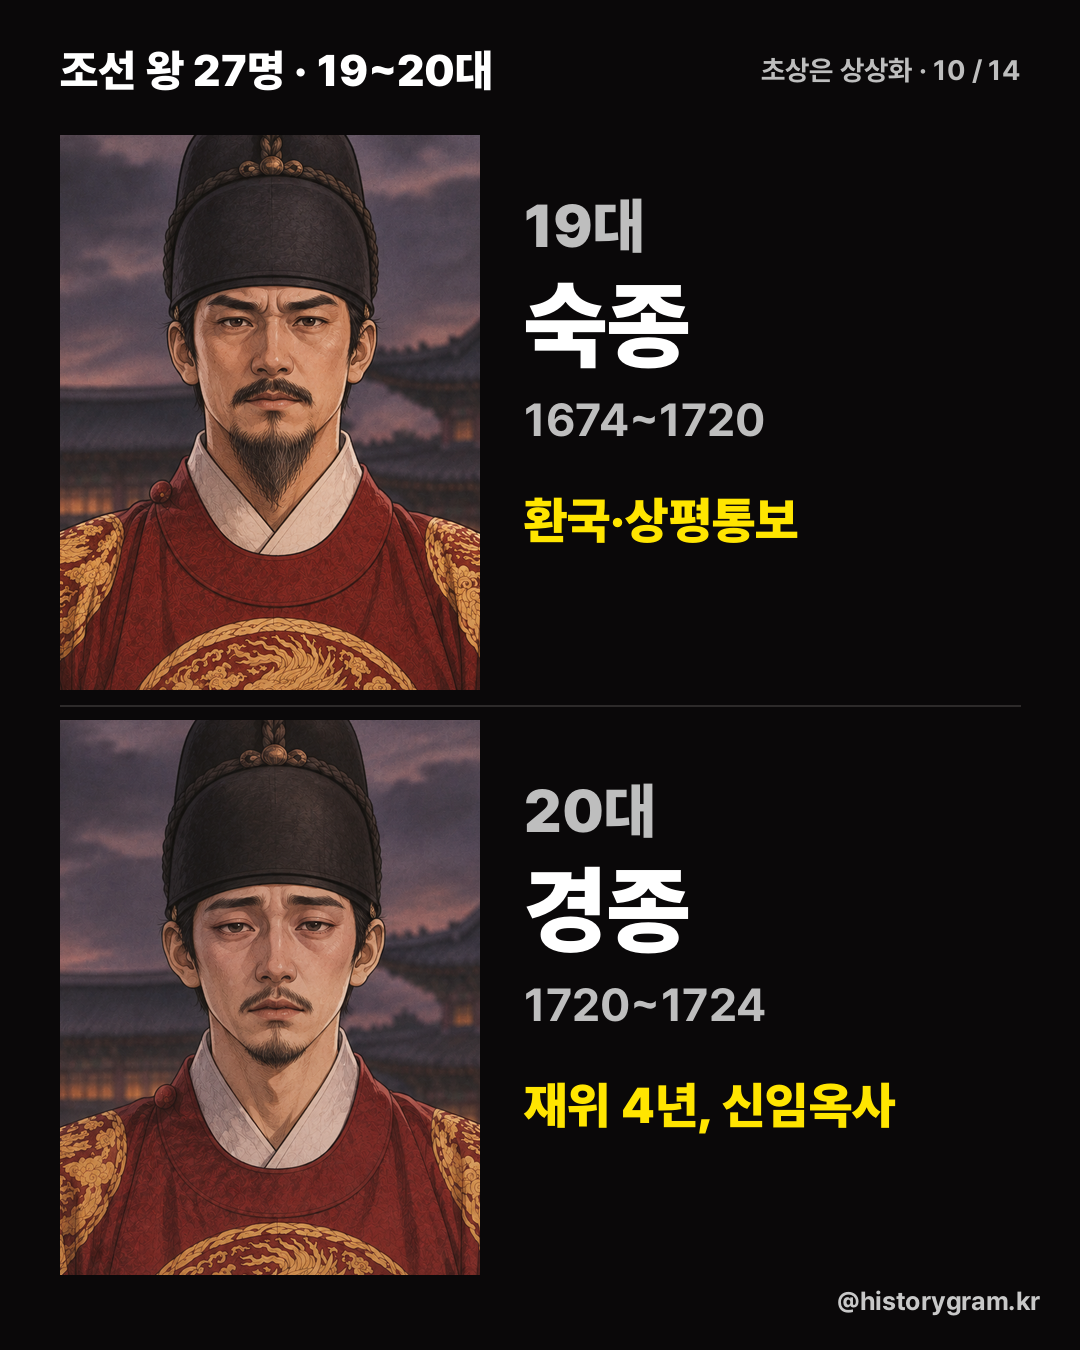 조선 왕 27명 · 19~20대
초상은 상상화 · 10 / 14
19대
숙종
1674~1720
환국·상평통보
20대
경종
1720~1724
재위 4년, 신임옥사
@historygram.kr